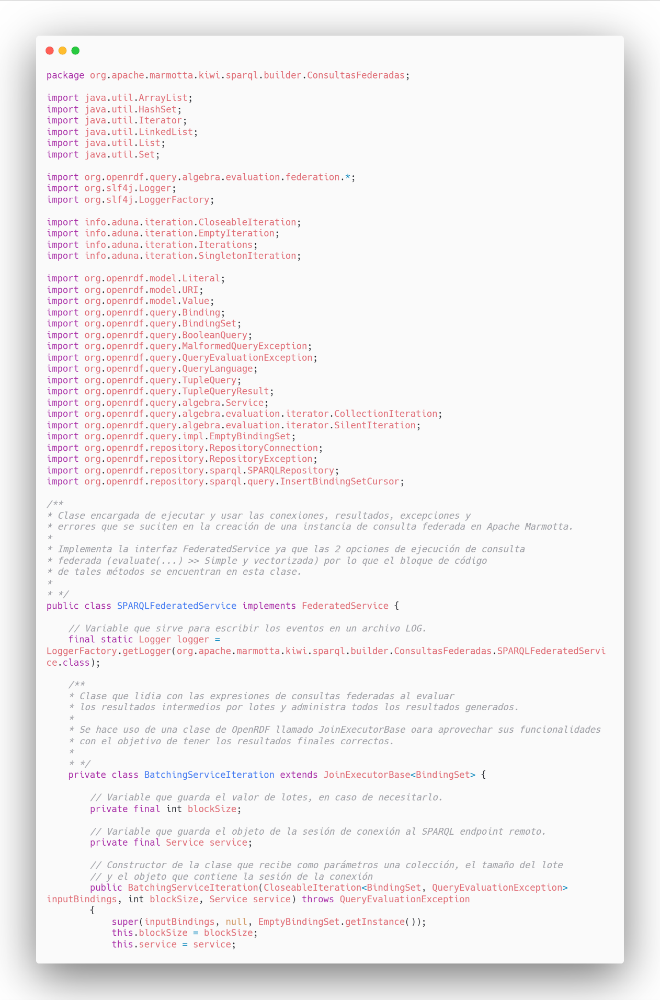 package org.apache.marmotta.kiwi.sparql.builder.ConsultasFederadas;
import java.util.ArrayList;
import java.util.HashSet;
import java.util.Iterator;
import java.util.LinkedList;
import java.util.List;
import java.util.Set;
import org.openrdf.query.algebra.evaluation.federation.*;
import org.slf4j.Logger;
import org.slf4j.LoggerFactory;
import info.aduna.iteration.CloseableIteration;
import info.aduna.iteration.EmptyIteration;
import info.aduna.iteration.Iterations;
import info.aduna.iteration.SingletonIteration;
import org.openrdf.model.Literal;
import org.openrdf.model.URI;
import org.openrdf.model.Value;
import org.openrdf.query.Binding;
import org.openrdf.query.BindingSet;
import org.openrdf.query.BooleanQuery;
import org.openrdf.query.MalformedQueryException;
import org.openrdf.query.QueryEvaluationException;
import org.openrdf.query.QueryLanguage;
import org.openrdf.query.TupleQuery;
import org.openrdf.query.TupleQueryResult;
import org.openrdf.query.algebra.Service;
import org.openrdf.query.algebra.evaluation.iterator.CollectionIteration;
import org.openrdf.query.algebra.evaluation.iterator.SilentIteration;
import org.openrdf.query.impl.EmptyBindingSet;
import org.openrdf.repository.RepositoryConnection;
import org.openrdf.repository.RepositoryException;
import org.openrdf.repository.sparql.SPARQLRepository;
import org.openrdf.repository.sparql.query.InsertBindingSetCursor;
/**
* Clase encargada de ejecutar y usar las conexiones, resultados, excepciones y
* errores que se suciten en la creación de una instancia de consulta federada en Apache Marmotta.
*
* Implementa la interfaz FederatedService ya que las 2 opciones de ejecución de consulta
* federada (evaluate(...) >> Simple y vectorizada) por lo que el bloque de código
* de tales métodos se encuentran en esta clase.
*
* */
public class SPARQLFederatedService implements FederatedService {
// Variable que sirve para escribir los eventos en un archivo LOG.
final static Logger logger =
LoggerFactory.getLogger(org.apache.marmotta.kiwi.sparql.builder.ConsultasFederadas.SPARQLFederatedServi
ce.class);
/**
* Clase que lidia con las expresiones de consultas federadas al evaluar
* los resultados intermedios por lotes y administra todos los resultados generados.
*
* Se hace uso de una clase de OpenRDF llamado JoinExecutorBase oara aprovechar sus funcionalidades
* con el objetivo de tener los resultados finales correctos.
*
* */
private class BatchingServiceIteration extends JoinExecutorBase<BindingSet> {
// Variable que guarda el valor de lotes, en caso de necesitarlo.
private final int blockSize;
// Variable que guarda el objeto de la sesión de conexión al SPARQL endpoint remoto.
private final Service service;
// Constructor de la clase que recibe como parámetros una colección, el tamaño del lote
// y el objeto que contiene la sesión de la conexión
public BatchingServiceIteration(CloseableIteration<BindingSet, QueryEvaluationException>
inputBindings, int blockSize, Service service) throws QueryEvaluationException
{
super(inputBindings, null, EmptyBindingSet.getInstance());
this.blockSize = blockSize;
this.service = service;